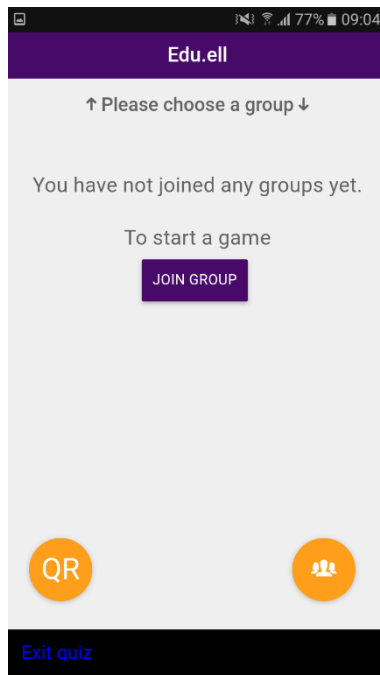 77% 09:04
Edu.ell
↑ Please choose a group ↓
You have not joined any groups yet.
To start a game
JOIN GROUP
QR
Exit quiz